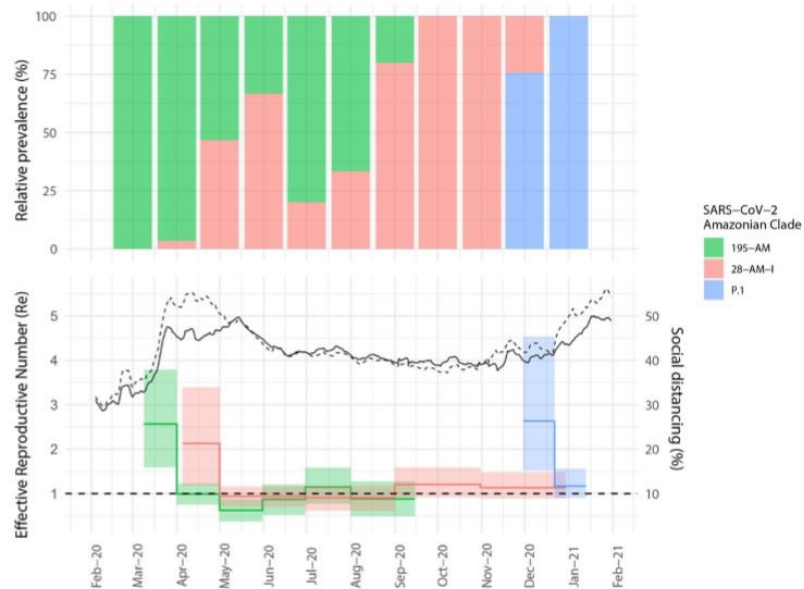 Relative prevalence (%)
100
75
50
25
0
SARS-CoV-2
Amazonian Clade
195-AM
28-AM-I
P.1
Effective Reproductive Number (Re)
5
4
3
2
1
50
40
30
20
10
Social distancing (%)
Feb-20
Mar-20
Apr-20
May-20
Jun-20
Jul-20
Aug-20
Sep-20
Oct-20
Nov-20
Dec-20
Jan-21
Feb-21